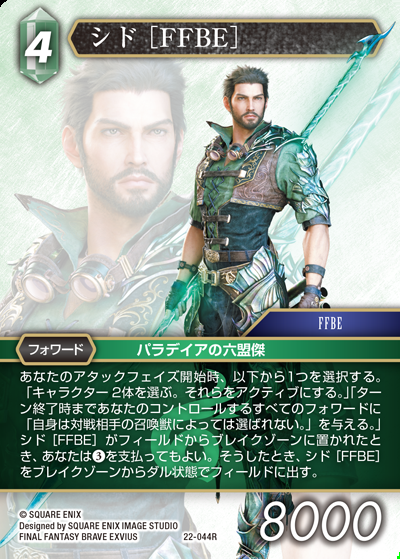 4
シド［FFBE］
FFBE
フォワード
パラデイアの六盟傑
あなたのアタックフェイズ開始時、以下から1つを選択する。
「キャラクター2体を選ぶ。それらをアクティブにする。」「ター
ン終了時まであなたのコントロールするすべてのフォワードに
「自身は対戦相手の召喚獣によっては選ばれない。」を与える。」
シド［FFBE］がフィールドからブレイクゾーンに置かれたと
き、あなたは❸を支払ってもよい。そうしたとき、シド［FFBE］
をブレイクゾーンからダル状態でフィールドに出す。
© SQUARE ENIX
Designed by SQUARE ENIX IMAGE STUDIO
FINAL FANTASY BRAVE EXVIUS
22-044R
8000